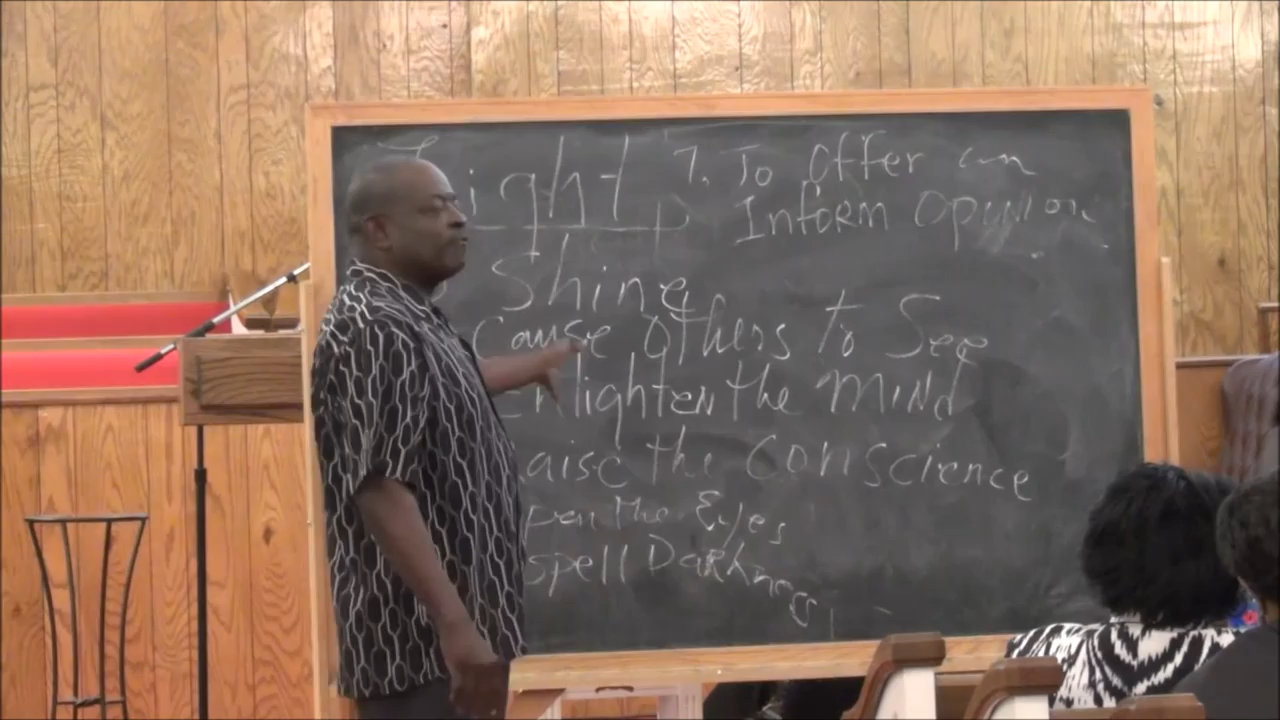 Light
7. To Offer an
Inform Opinion
Shine
Cause Others to See
Enlighten the Mind
aise the Conscience
pen the Eyes
spell Darkness